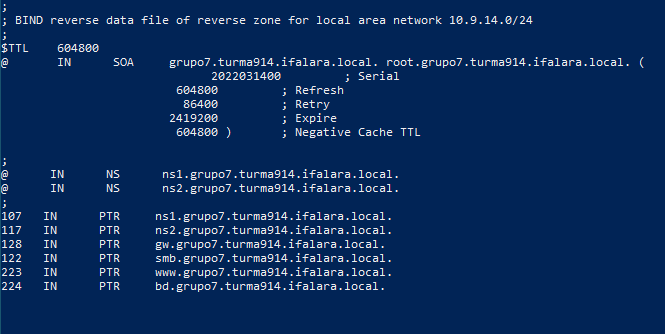 ;
; BIND reverse data file of reverse zone for local area network 10.9.14.0/24
;
$TTL    604800
@       IN      SOA     grupo7.turma914.ifalara.local. root.grupo7.turma914.ifalara.local. (
                              2022031400         ; Serial
                         604800         ; Refresh
                          86400         ; Retry
                        2419200         ; Expire
                         604800 )       ; Negative Cache TTL
;
@      IN      NS      ns1.grupo7.turma914.ifalara.local.
@      IN      NS      ns2.grupo7.turma914.ifalara.local.
;
107   IN      PTR     ns1.grupo7.turma914.ifalara.local.
117   IN      PTR     ns2.grupo7.turma914.ifalara.local.
128   IN      PTR     gw.grupo7.turma914.ifalara.local.
122   IN      PTR     smb.grupo7.turma914.ifalara.local.
223   IN      PTR     www.grupo7.turma914.ifalara.local.
224   IN      PTR     bd.grupo7.turma914.ifalara.local.